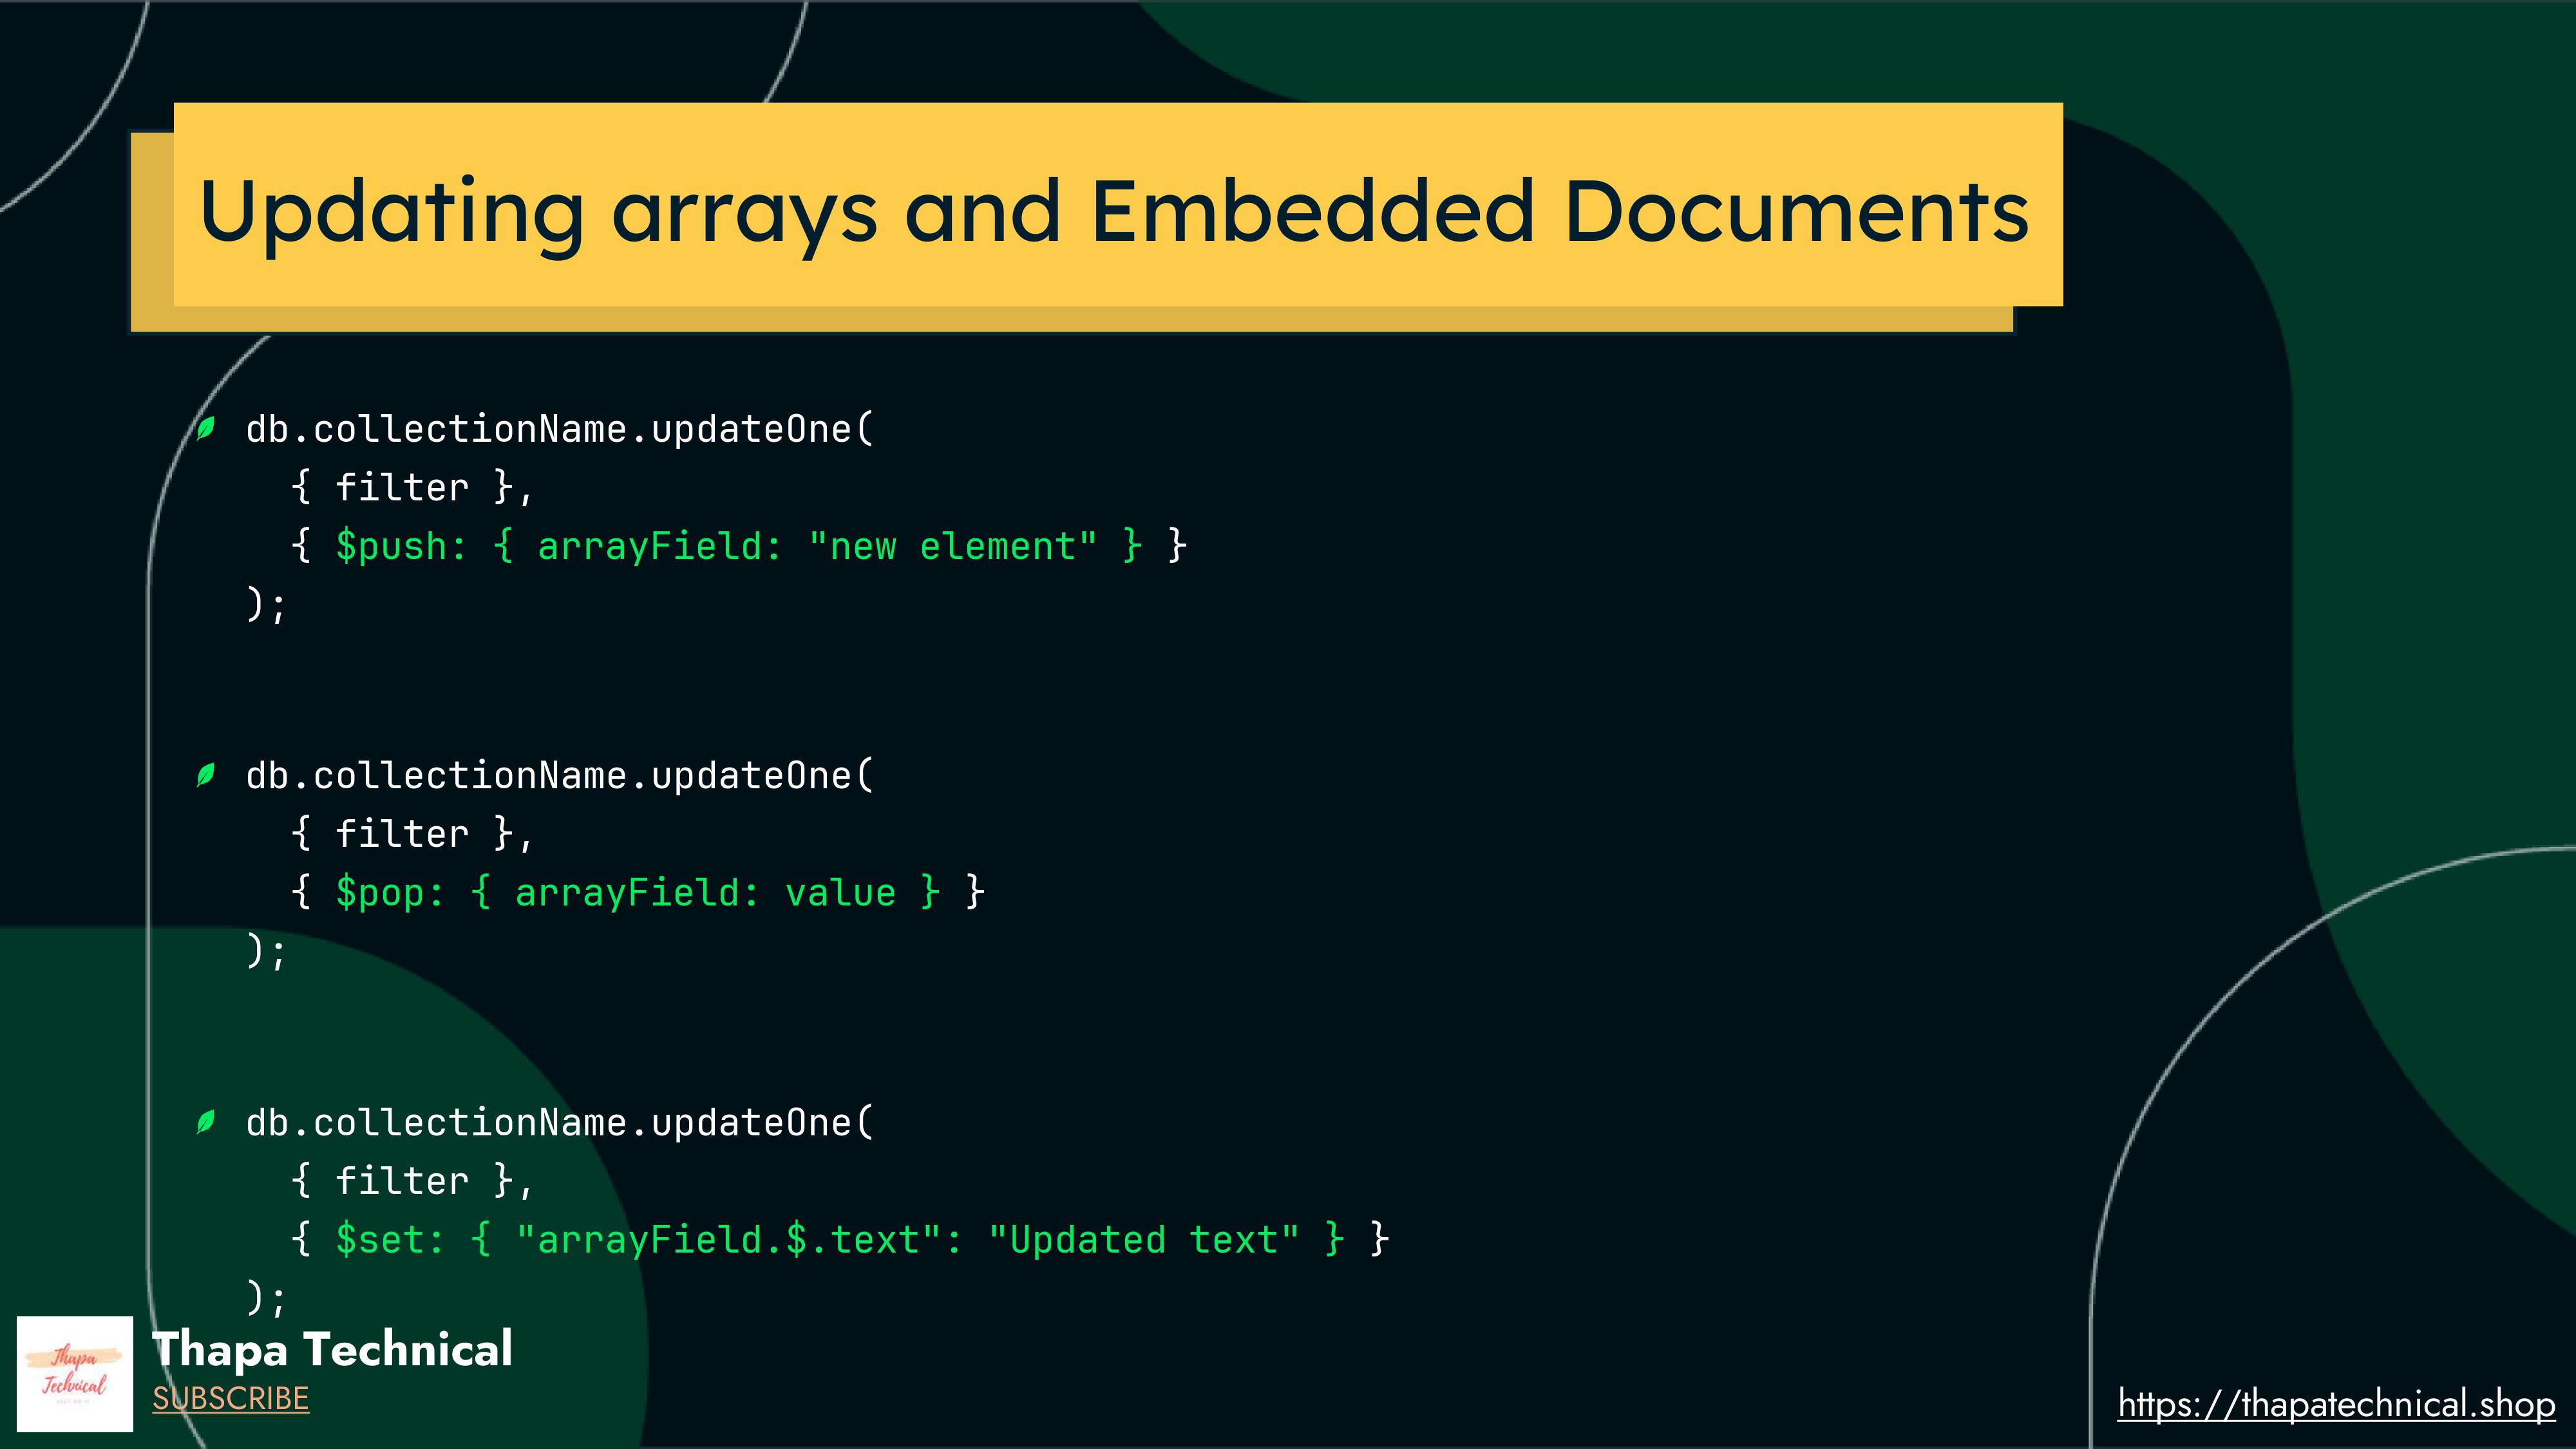 Updating arrays and Embedded Documents
db.collectionName.updateOne(
{ filter },
{ $push: { arrayField: "new element" } }
);
db.collectionName.updateOne(
{ filter },
{ $pop: { arrayField: value } }
);
db.collectionName.updateOne(
{ filter },
{ $set: { "arrayField.$.text": "Updated text" } }
);
Thapa
Technical
Thapa Technical
SUBSCRIBE
https://thapatechnical.shop